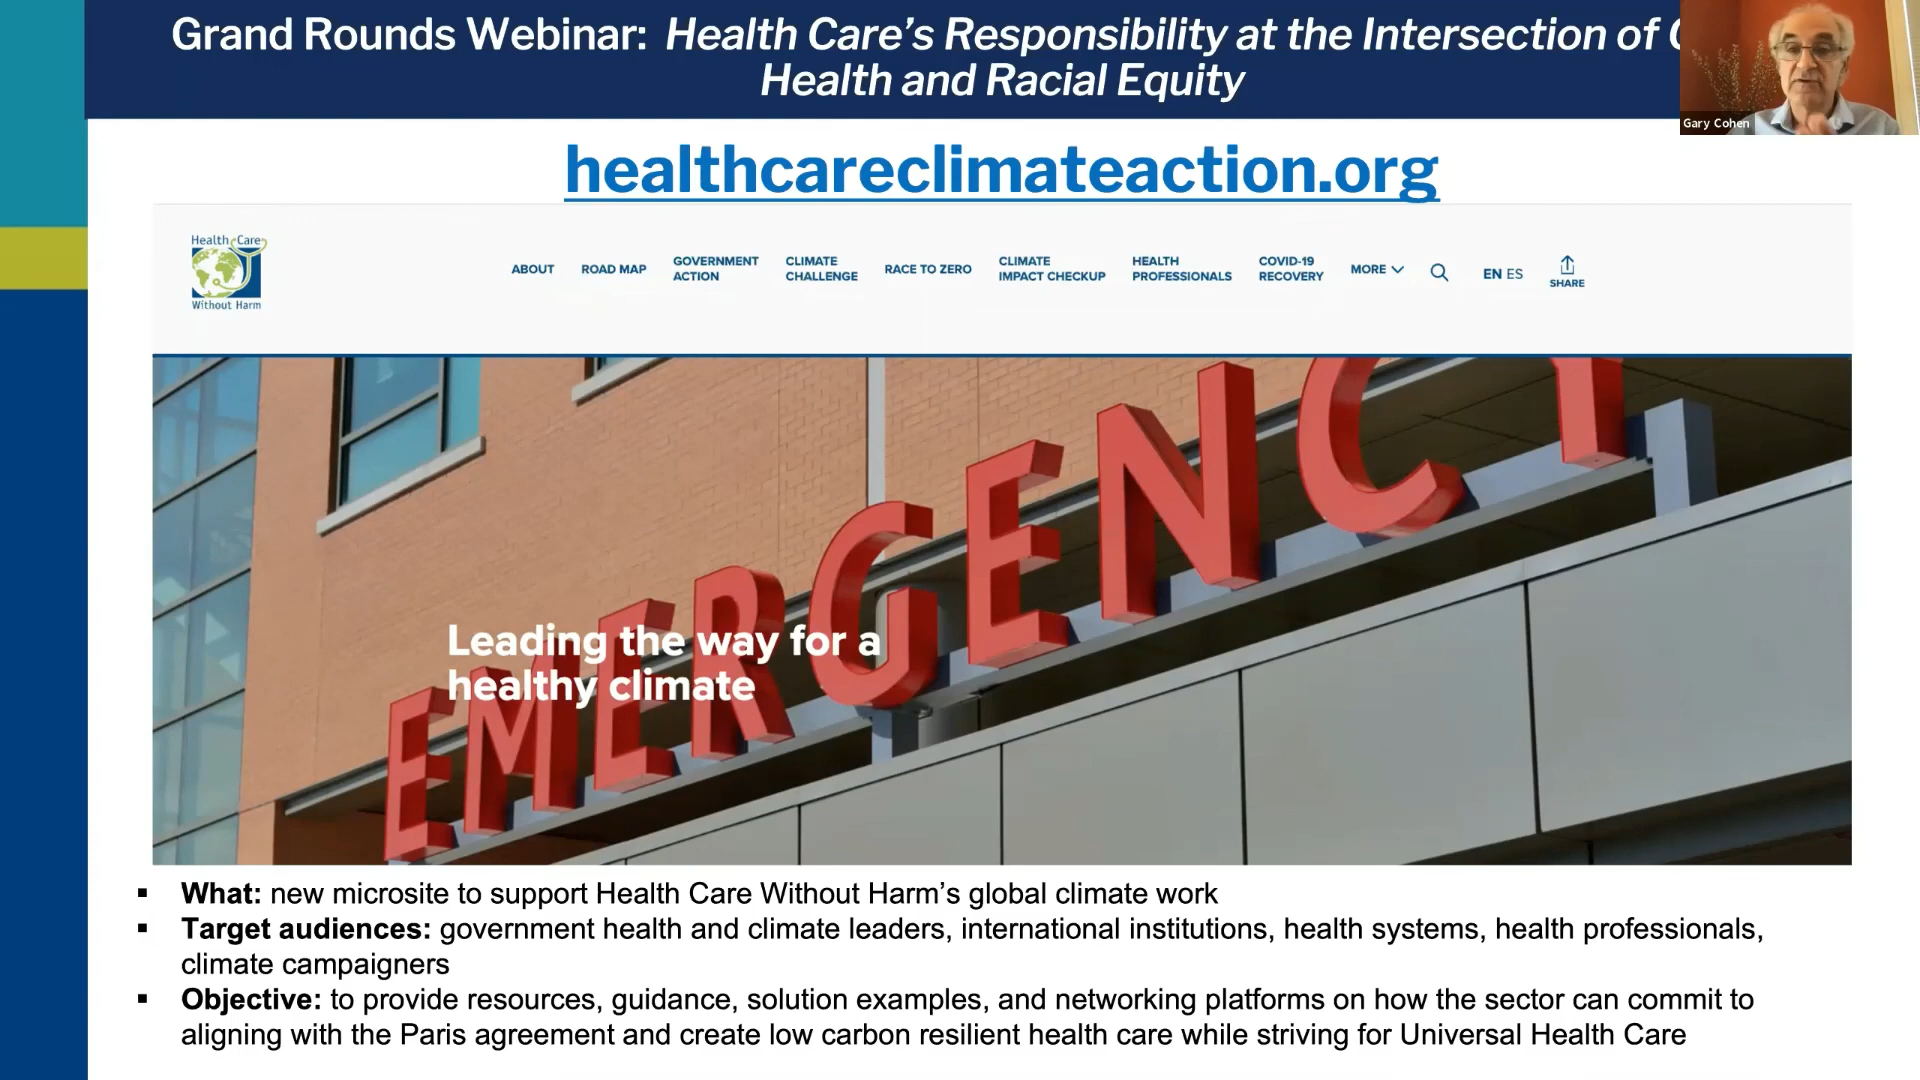 Grand Rounds Webinar: Health Care’s Responsibility at the Intersection of
Health and Racial Equity
Gary Cohen
healthcareclimateaction.org
Health Care
Without Harm
ABOUT
ROAD MAP
GOVERNMENT
ACTION
CLIMATE
CHALLENGE
RACE TO ZERO
CLIMATE
IMPACT CHECKUP
HEALTH
PROFESSIONALS
COVID-19
RECOVERY
MORE
EN ES
SHARE
EMERGENCY
Leading the way for a
healthy climate
▪ What: new microsite to support Health Care Without Harm’s global climate work
▪ Target audiences: government health and climate leaders, international institutions, health systems, health professionals,
climate campaigners
▪ Objective: to provide resources, guidance, solution examples, and networking platforms on how the sector can commit to
aligning with the Paris agreement and create low carbon resilient health care while striving for Universal Health Care